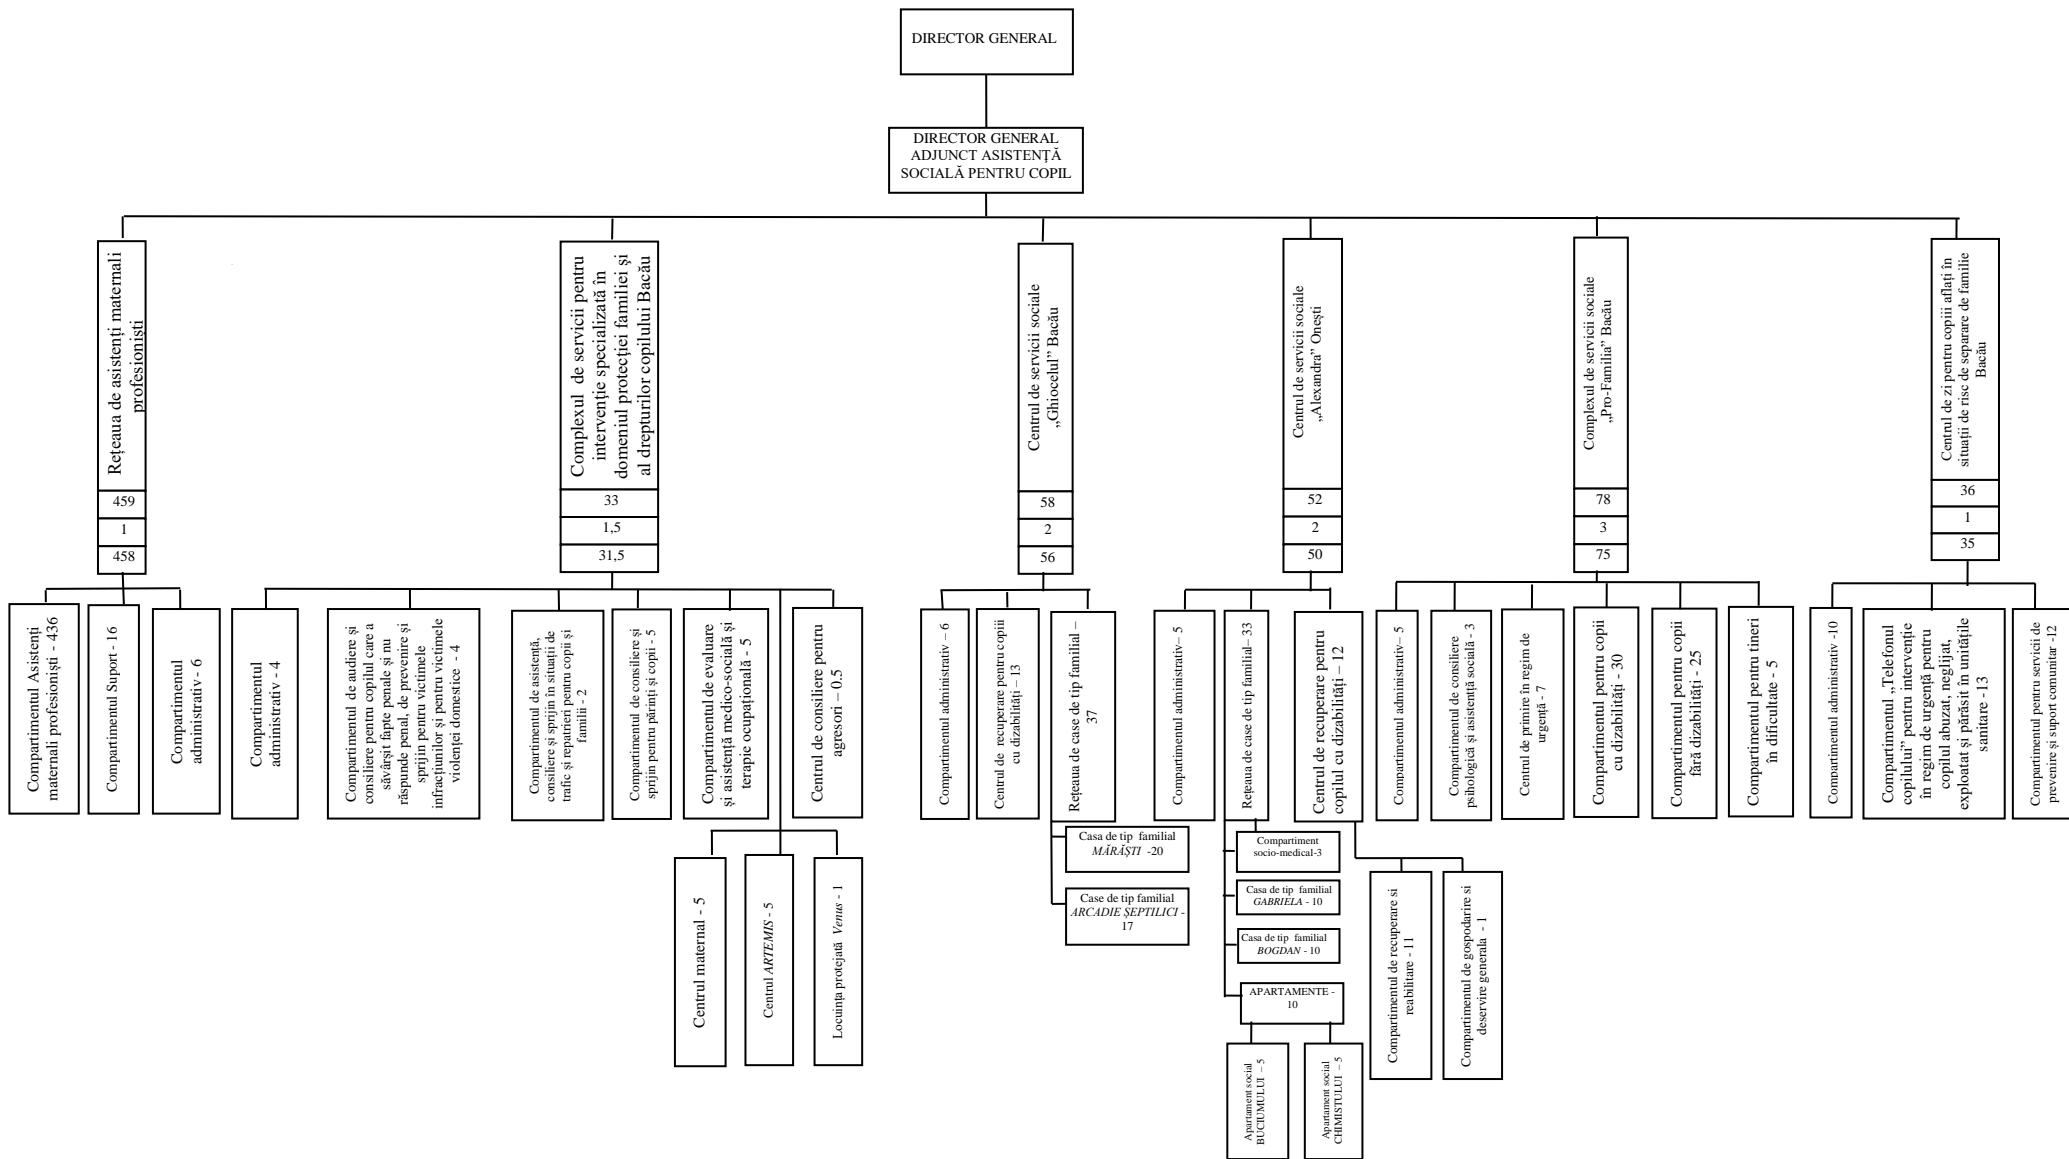 DIRECTOR GENERAL
DIRECTOR GENERAL
ADJUNCT ASISTENŢĂ
SOCIALĂ PENTRU COPIL
Rețeaua de asistenți maternali
profesioniști
459
1
458
Complexul  de servicii pentru
intervenție specializată în
domeniul protecției familiei și
al drepturilor copilului Bacău
33
1,5
31,5
Centrul de servicii sociale
„Ghiocelul” Bacău
58
2
56
Centrul de servicii sociale
„Alexandra” Onești
52
2
50
Complexul de servicii sociale
„Pro-Familia” Bacău
78
3
75
Centrul de zi pentru copiii aflați în
situații de risc de separare de familie
Bacău
36
1
35
Compartimentul Asistenți
maternali profesioniști - 436
Compartimentul Suport - 16
Compartimentul
administrativ - 6
Compartimentul
administrativ - 4
Compartimentul de audiere și
consiliere pentru copilul care a
săvârșit fapte penale și nu
răspunde penal, de prevenire și
sprijin pentru victimele
infracțiunilor și pentru victimele
violenței domestice - 4
Compartimentul de asistență,
consiliere și sprijin în situații de
trafic și repatrieri pentru copii și
familii - 2
Compartimentul de consiliere și
sprijin pentru părinți și copii - 5
Compartimentul de evaluare
și asistență medico-socială și
terapie ocupațională - 5
Centrul de consiliere pentru
agresori – 0.5
Centrul maternal - 5
Centrul ARTEMIS - 5
Locuința protejată  Venus - 1
Compartimentul administrativ – 6
Centrul de recuperare pentru copiii
cu dizabilități – 13
Rețeaua de case de tip familial –
37
Casa de tip  familial
MĂRĂȘTI  -20
Case de tip familial
ARCADIE ȘEPTILICI -
17
Compartimentul administrativ– 5
Rețeaua de case de tip familial– 33
Centrul de recuperare pentru
copilul cu dizabilități – 12
Compartiment
socio-medical-3
Casa de tip  familial
GABRIELA - 10
Casa de tip  familial
BOGDAN - 10
APARTAMENTE -
10
Apartament social
BUCIUMULUI  – 5
Apartament social
CHIMISTULUI  – 5
Compartimentul de recuperare si
reabilitare - 11
Compartimentul de gospodarire si
deservire generala  - 1
Compartimentul administrativ– 5
Compartimentul de consiliere
psihologică și asistență socială - 3
Centrul de primire în regim de
urgență - 7
Compartimentul pentru copii
cu dizabilități - 30
Compartimentul pentru copii
fără dizabilități - 25
Compartimentul pentru tineri
în dificultate - 5
Compartimentul administrativ -10
Compartimentul „Telefonul
copilului” pentru intervenție
în regim de urgență pentru
copilul abuzat, neglijat,
exploatat și părăsit în unitățile
sanitare -13
Compartimentul pentru servicii de
prevenire și suport comunitar -12